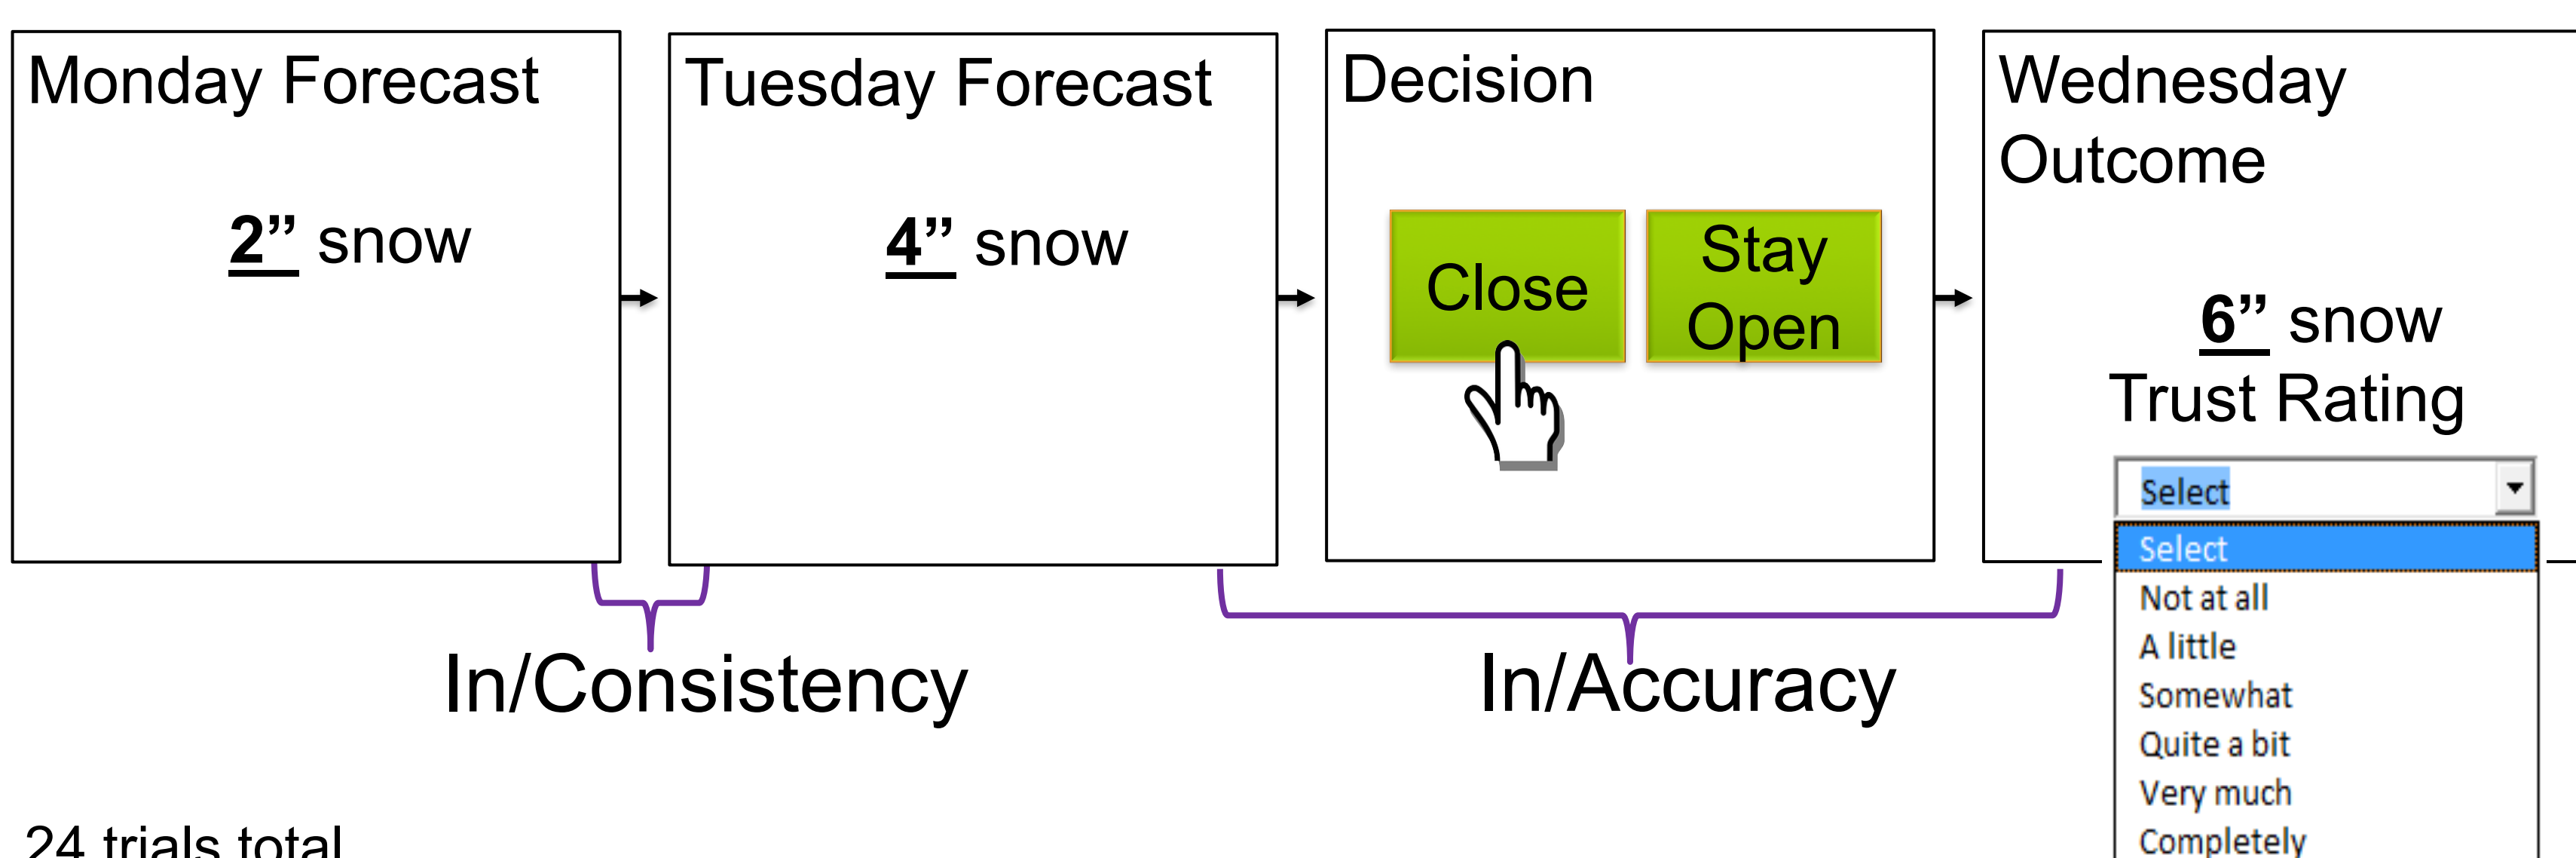 Monday Forecast
2” snow
Tuesday Forecast
4” snow
Decision
Close
Stay
Open
Wednesday
Outcome
6” snow
Trust Rating
Select
Select
Not at all
A little
Somewhat
Quite a bit
Very much
Completely
In/Consistency
In/Accuracy
24 trials total